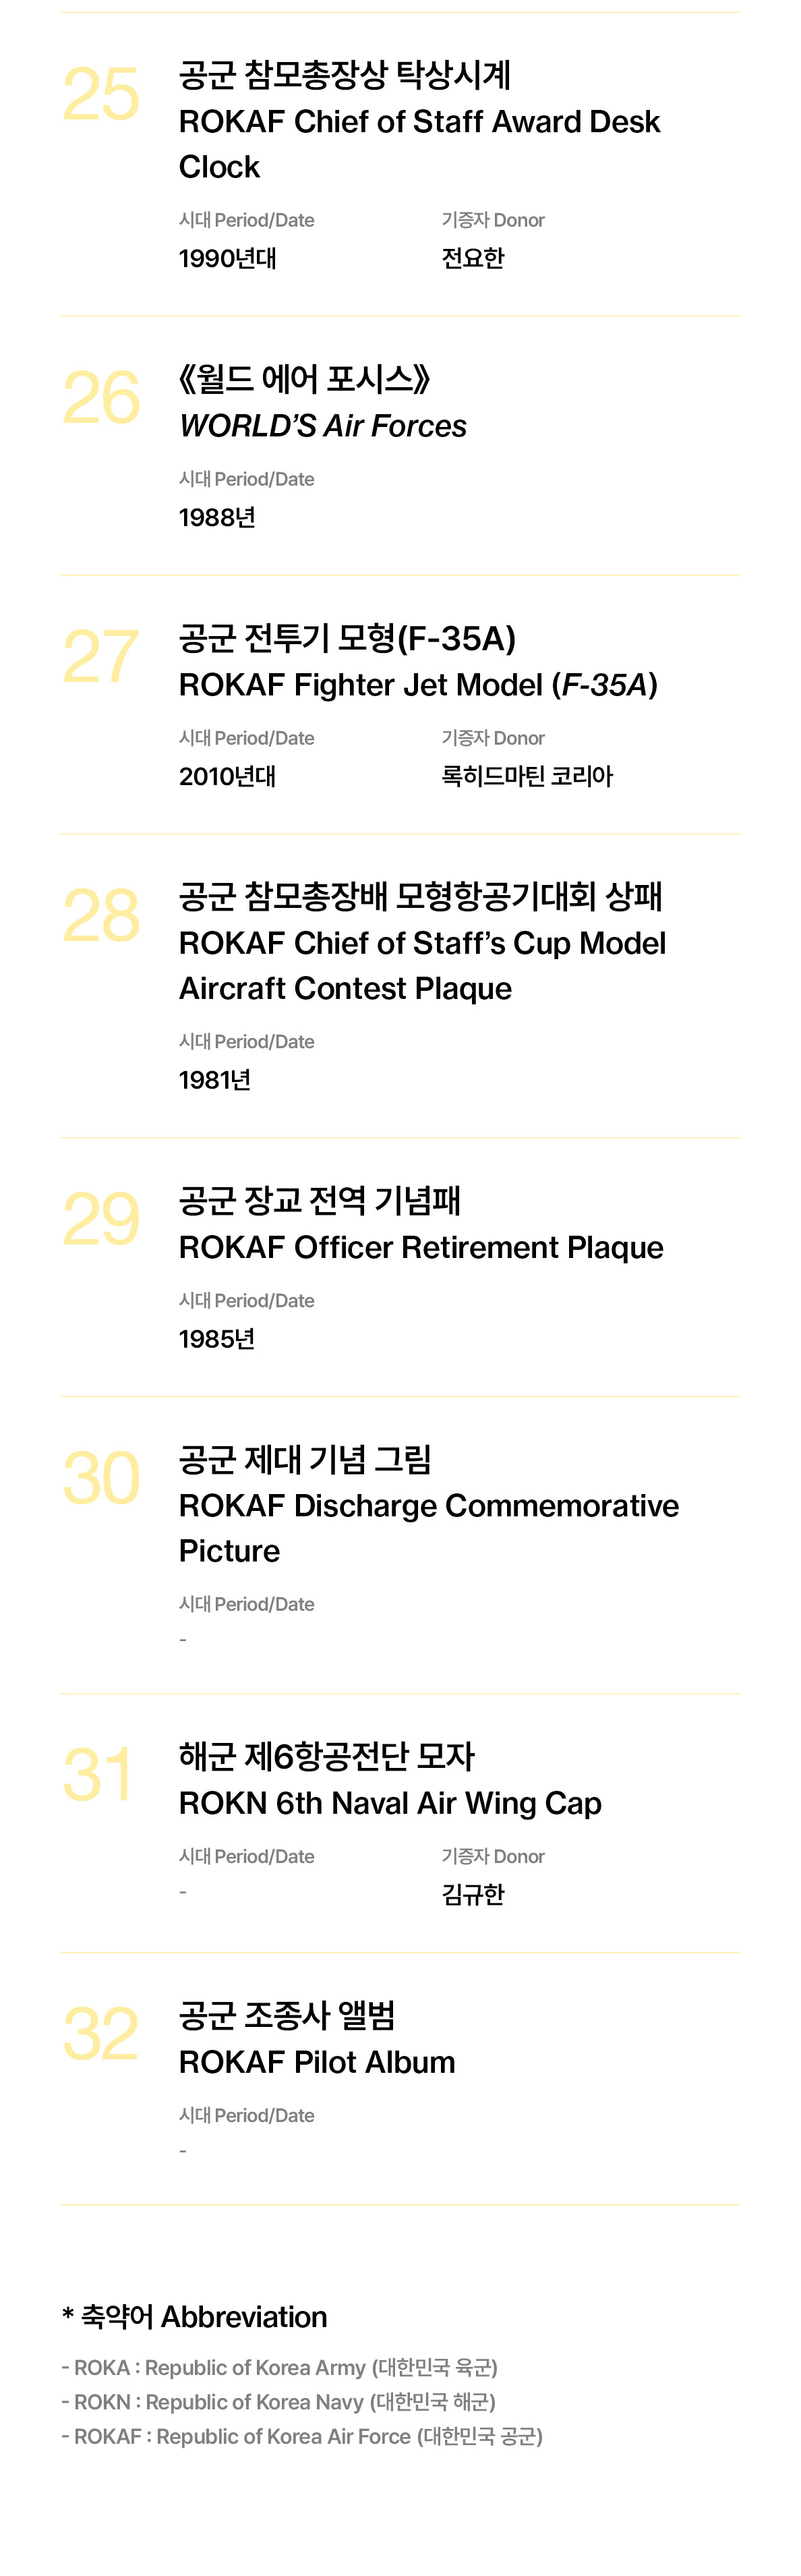 25
공군 참모총장상 탁상시계
ROKAF Chief of Staff Award Desk
Clock
시대 Period/Date 기증자 Donor
1990년대 전요한
26
《월드 에어 포시스》
WORLD’S Air Forces
시대 Period/Date
1988년
27
공군 전투기 모형(F-35A)
ROKAF Fighter Jet Model (F-35A)
시대 Period/Date 기증자 Donor
2010년대 록히드마틴 코리아
28
공군 참모총장배 모형항공기대회 상패
ROKAF Chief of Staff’s Cup Model
Aircraft Contest Plaque
시대 Period/Date
1981년
29
공군 장교 전역 기념패
ROKAF Officer Retirement Plaque
시대 Period/Date
1985년
30
공군 제대 기념 그림
ROKAF Discharge Commemorative
Picture
시대 Period/Date
-
31
해군 제6항공전단 모자
ROKN 6th Naval Air Wing Cap
시대 Period/Date 기증자 Donor
- 김규한
32
공군 조종사 앨범
ROKAF Pilot Album
시대 Period/Date
-
* 축약어 Abbreviation
- ROKA : Republic of Korea Army (대한민국 육군)
- ROKN : Republic of Korea Navy (대한민국 해군)
- ROKAF : Republic of Korea Air Force (대한민국 공군)